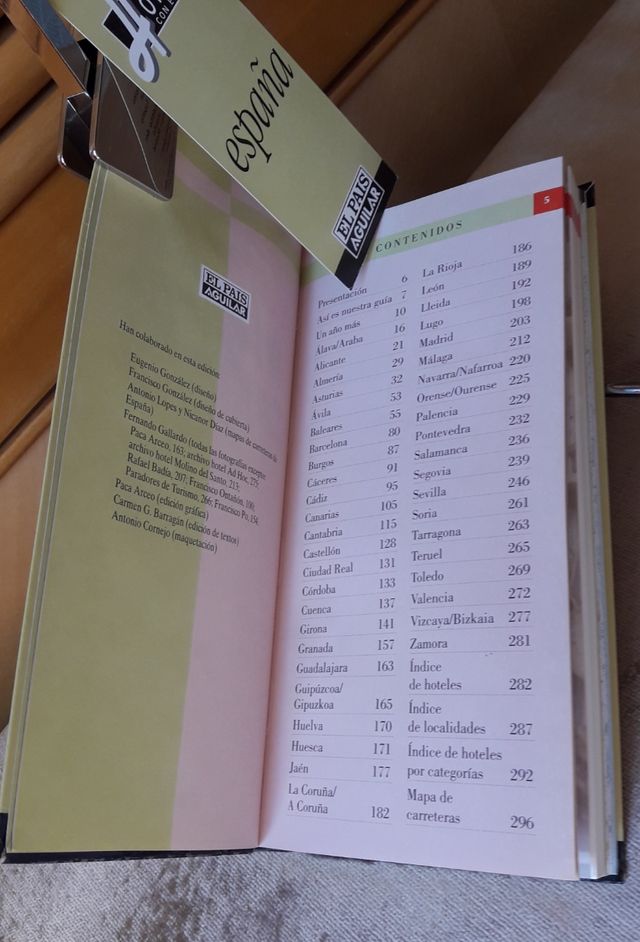 CON E
españa
EL PAIS
AGUILAR
EL PAIS
AGUILAR
Han colaborado en esta edición:
Eugenio González (diseño)
Francisco González (diseño de cubierta)
Antonio Lopes y Nicanor Díaz (mapas de carreteras de
España)
Fernando Gallardo (todas las fotografías excepto:
Paca Arceo, 163; archivo hotel Ad Hoc, 275;
archivo hotel Molino del Santo, 213;
Rafael Badía, 207; Francisco Ontañón, 100;
Paradores de Turismo, 266; Francisco Po, 154.
Paca Arceo (edición gráfica)
Carmen G. Barragán (edición de textos)
Antonio Cornejo (maquetación)
CONTENIDOS
5
Presentación 6
Así es nuestra guía 7
Un año más 10
Álava/Araba 16
Alicante 21
Almería 29
Asturias 32
Ávila 53
Baleares 55
Barcelona 80
Burgos 87
Cáceres 91
Cádiz 95
Canarias 105
Cantabria 115
Castellón 128
Ciudad Real 131
Córdoba 133
Cuenca 137
Girona 141
Granada 157
Guadalajara 163
Guipúzcoa/
Gipuzkoa 165
Huelva 170
Huesca 171
Jaén 177
La Coruña/
A Coruña 182
La Rioja 186
León 189
Lleida 192
Lugo 198
Madrid 203
Málaga 212
Navarra/Nafarroa 220
Orense/Ourense 225
Palencia 229
Pontevedra 232
Salamanca 236
Segovia 239
Sevilla 246
Soria 261
Tarragona 263
Teruel 265
Toledo 269
Valencia 272
Vizcaya/Bizkaia 277
Zamora 281
Índice
de hoteles 282
Índice
de localidades 287
Índice de hoteles
por categorías 292
Mapa de
carreteras 296